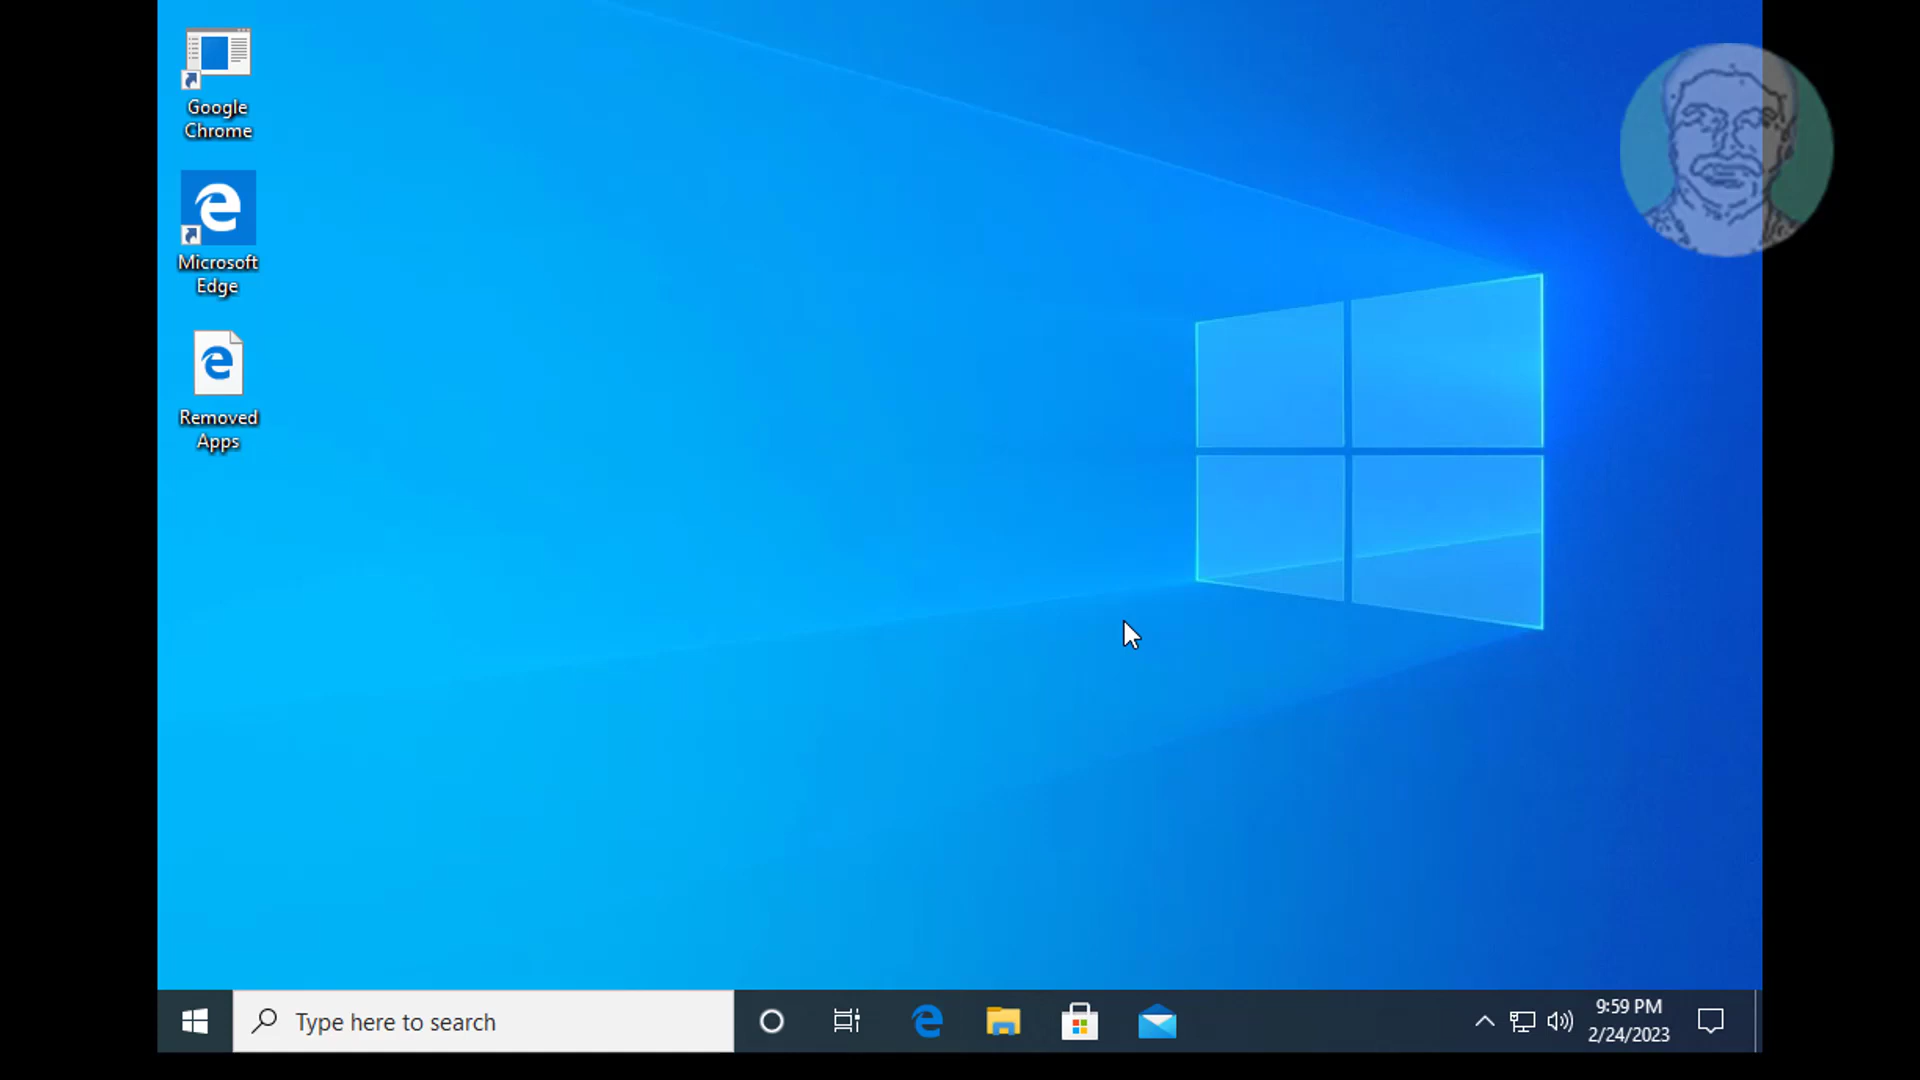 Google
Chrome
Microsoft
Edge
Removed
Apps
Type here to search
9:59 PM
2/24/2023